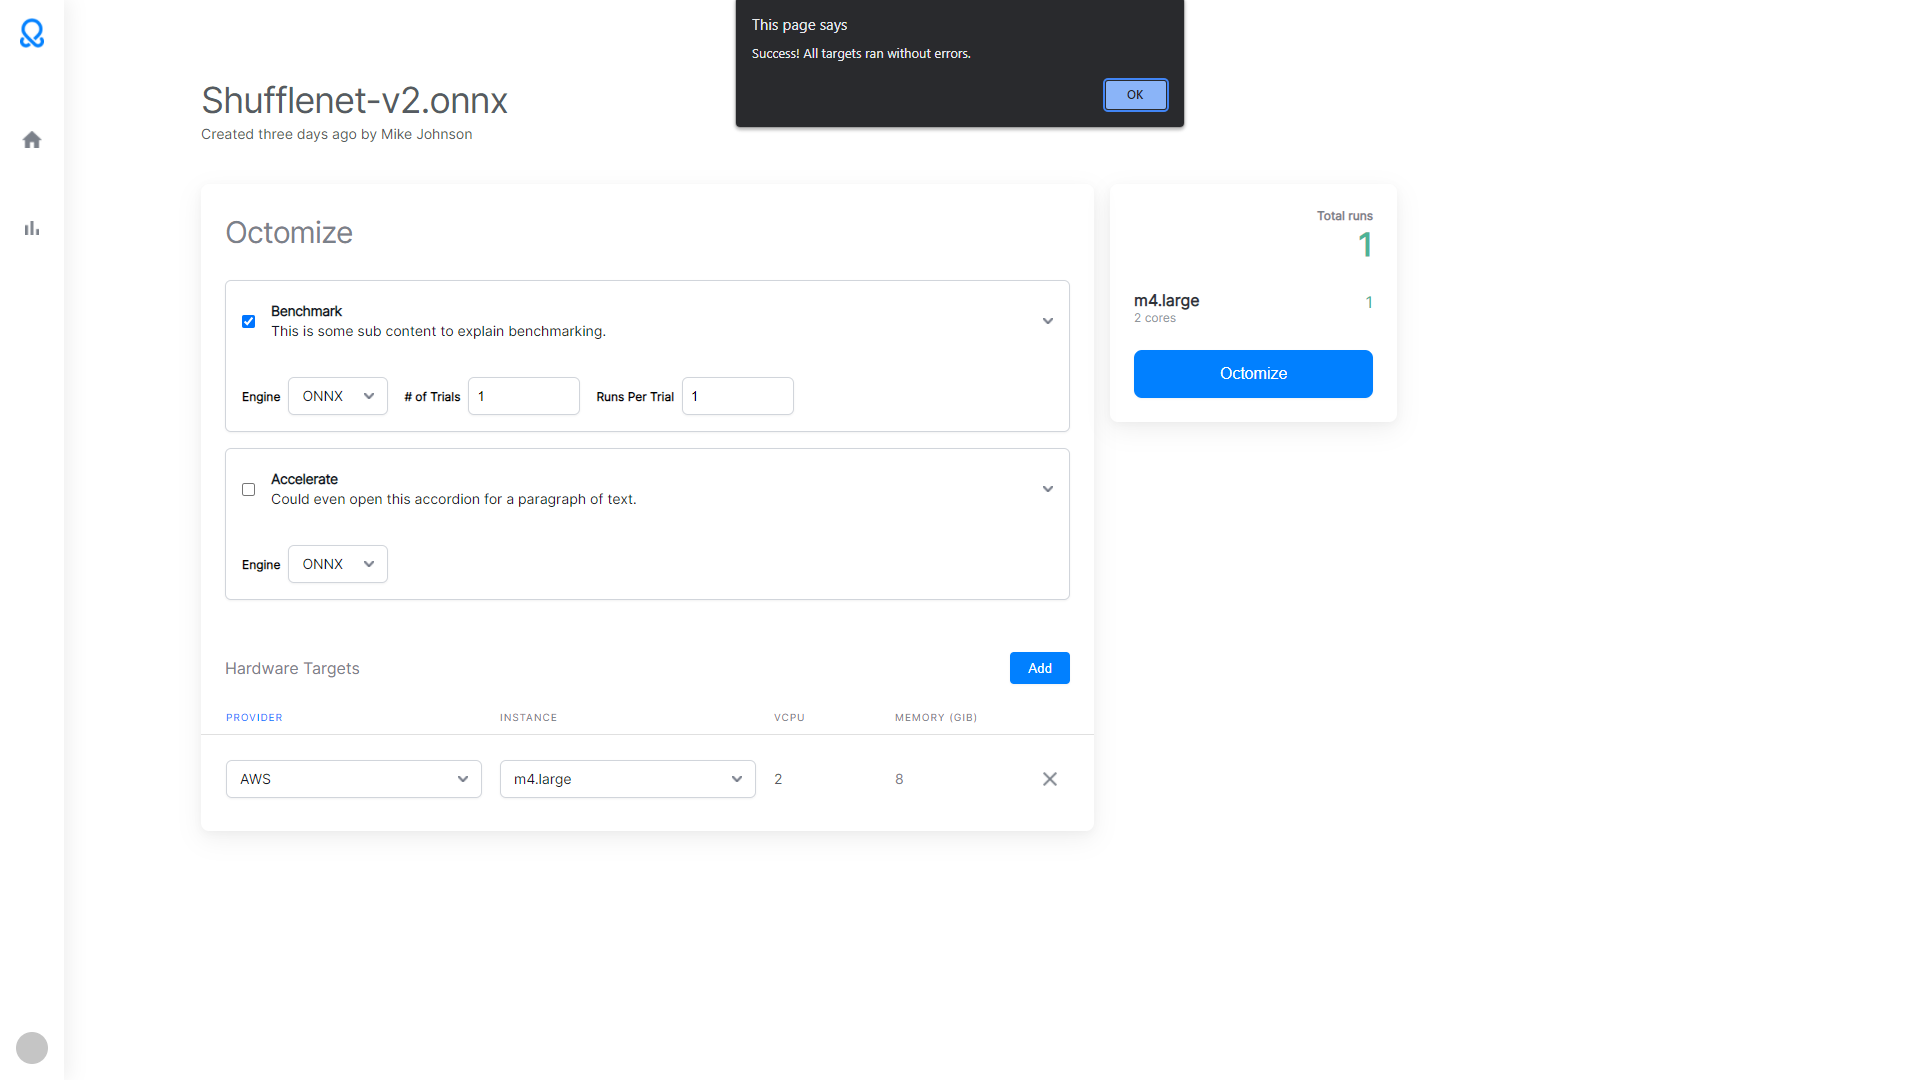 This page says
Success! All targets ran without errors.
OK
Shufflenet-v2.onnx
Created three days ago by Mike Johnson
Octomize
Benchmark
This is some sub content to explain benchmarking.
Engine ONNX # of Trials 1 Runs Per Trial 1
Accelerate
Could even open this accordion for a paragraph of text.
Engine ONNX
Hardware Targets Add
PROVIDER INSTANCE VCPU MEMORY (GIB)
AWS m4.large 2 8
Total runs
1
m4.large 1
2 cores
Octomize